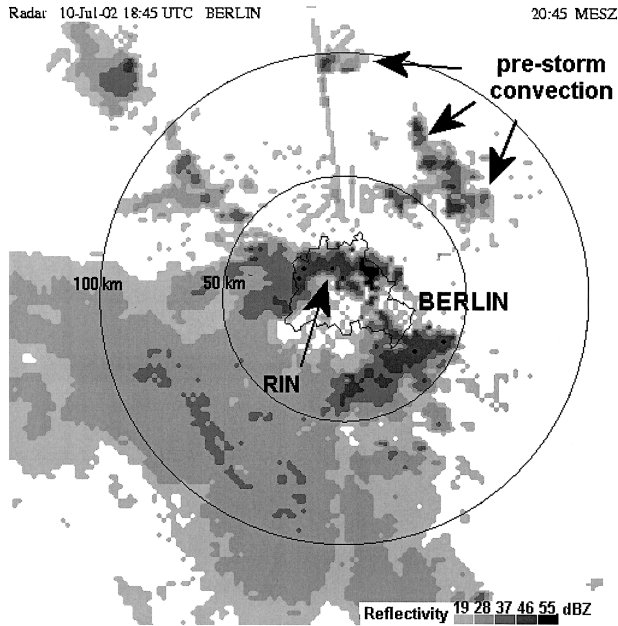 Radar 10-Jul-02 18:45 UTC BERLIN 20:45 MESZ
pre-storm
convection
100 km
50 km
BERLIN
RIN
Reflectivity 19 28 37 46 55 dBZ